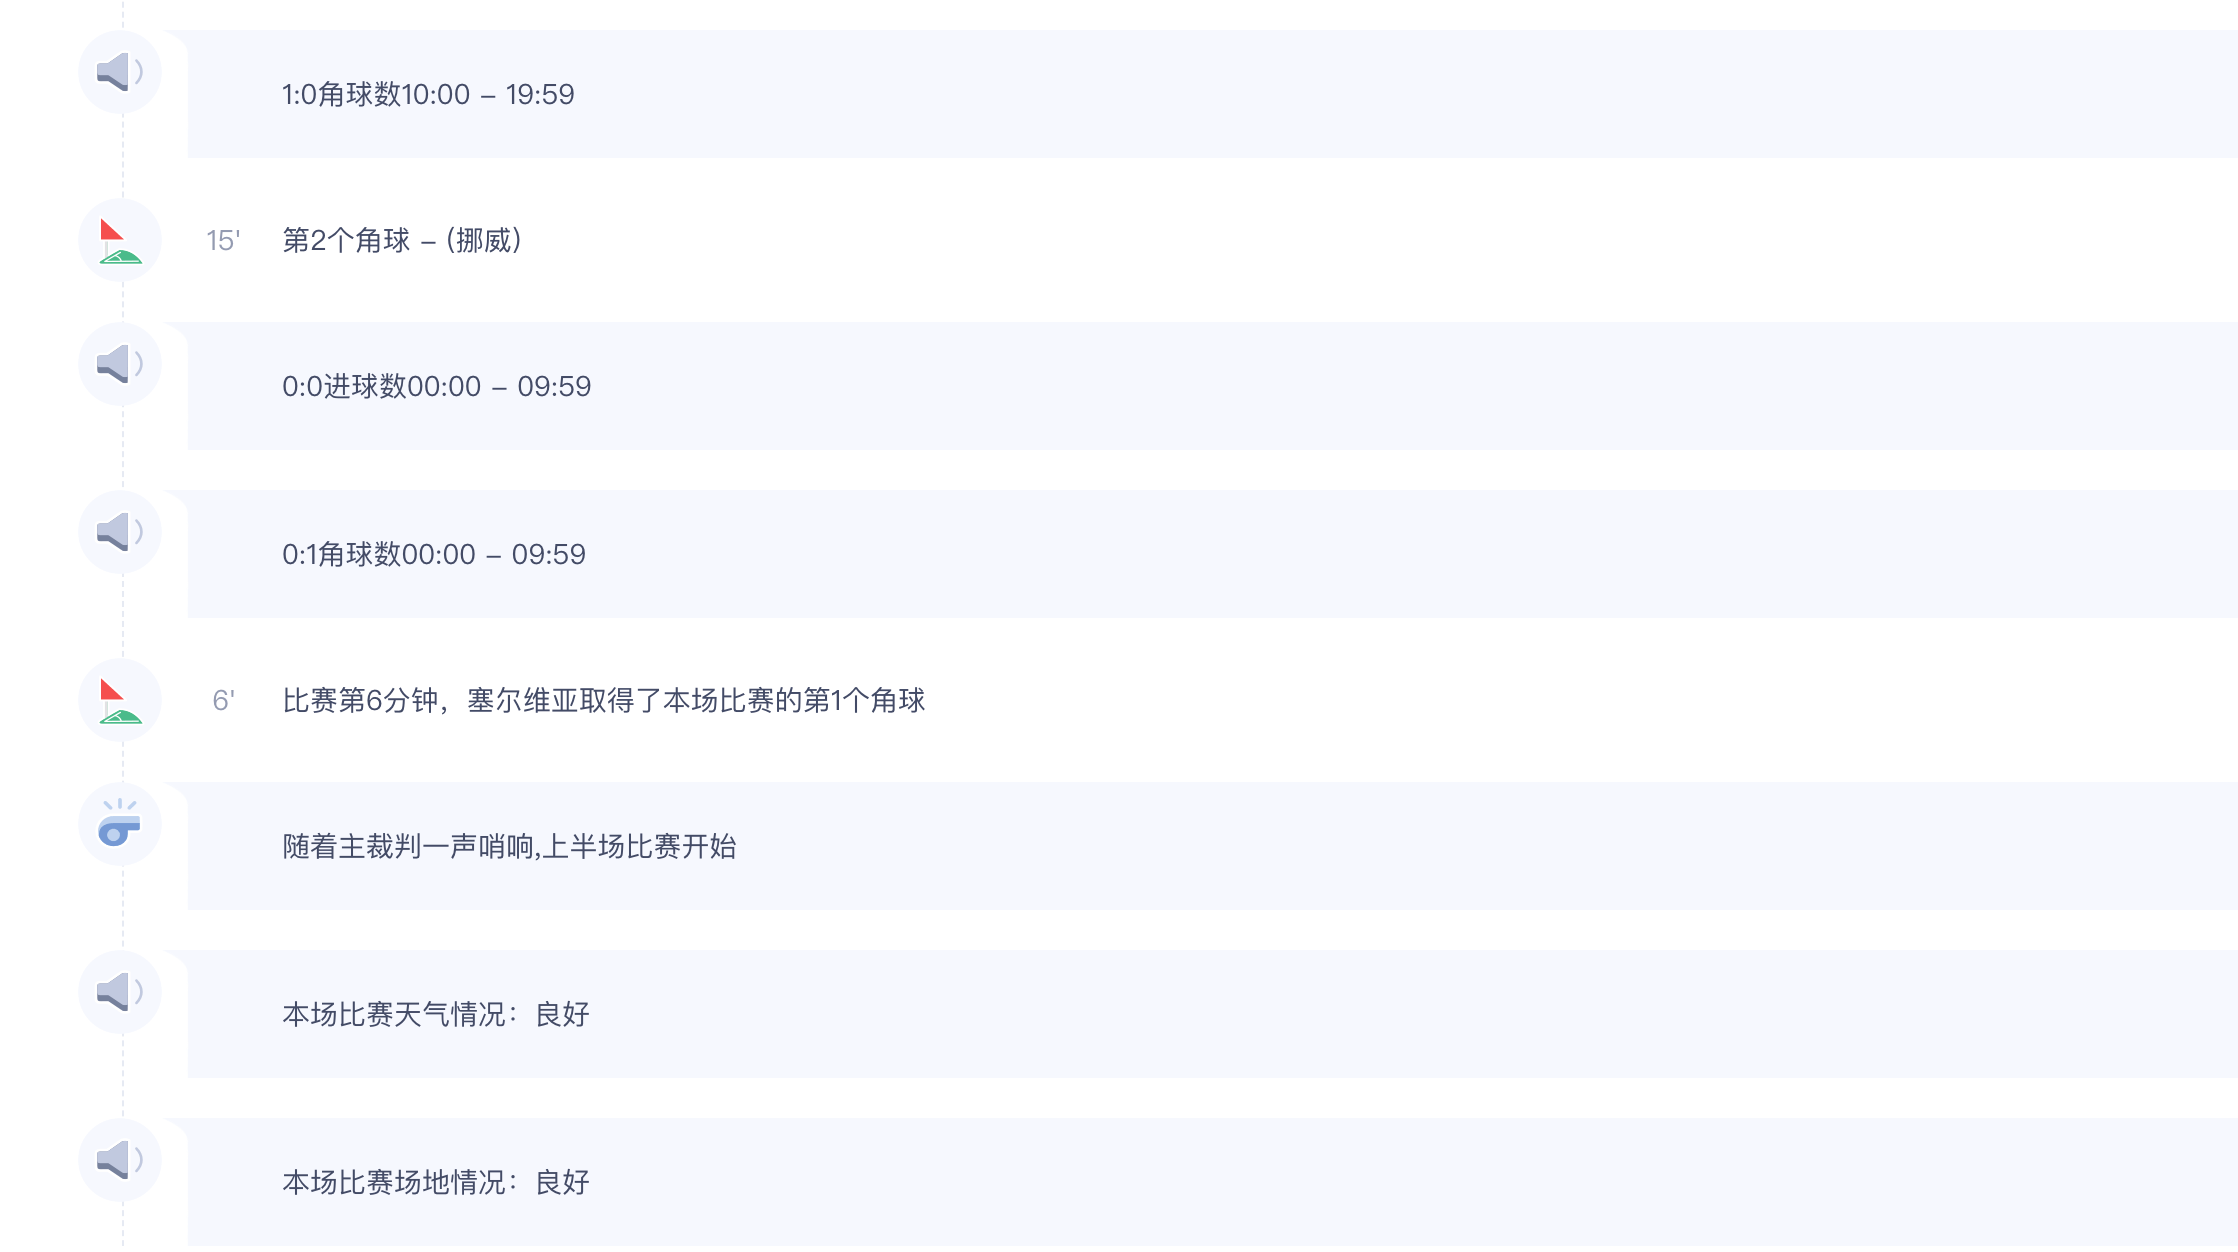 1:0角球数10:00 – 19:59
15' 第2个角球 – (挪威)
0:0进球数00:00 – 09:59
0:1角球数00:00 – 09:59
6' 比赛第6分钟，塞尔维亚取得了本场比赛的第1个角球
随着主裁判一声哨响,上半场比赛开始
本场比赛天气情况：良好
本场比赛场地情况：良好